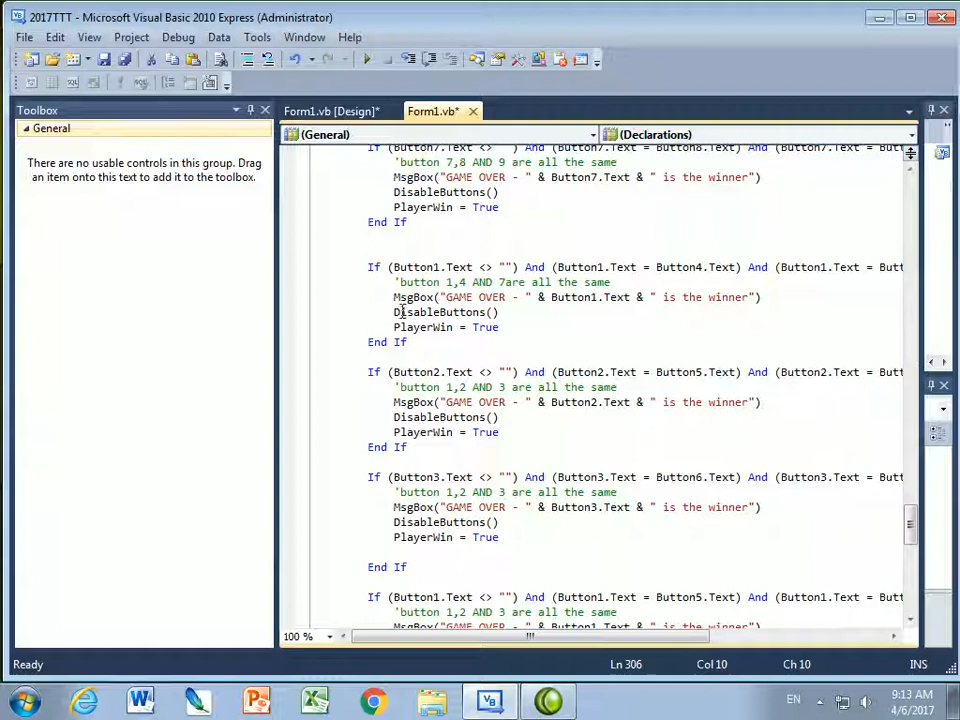 2017TTT - Microsoft Visual Basic 2010 Express (Administrator)
File Edit View Project Debug Data Tools Window Help
Toolbox
General
There are no usable controls in this group. Drag
an item onto this text to add it to the toolbox.
Form1.vb [Design]* Form1.vb*
(General) (Declarations)
'button 7,8 AND 9 are all the same
MsgBox("GAME OVER - " & Button7.Text & " is the winner")
DisableButtons()
PlayerWin = True
End If
If (Button1.Text <> "") And (Button1.Text = Button4.Text) And (Button1.Text = Butt
'button 1,4 AND 7are all the same
MsgBox("GAME OVER - " & Button1.Text & " is the winner")
DisableButtons()
PlayerWin = True
End If
If (Button2.Text <> "") And (Button2.Text = Button5.Text) And (Button2.Text = Butt
'button 1,2 AND 3 are all the same
MsgBox("GAME OVER - " & Button2.Text & " is the winner")
DisableButtons()
PlayerWin = True
End If
If (Button3.Text <> "") And (Button3.Text = Button6.Text) And (Button3.Text = Butt
'button 1,2 AND 3 are all the same
MsgBox("GAME OVER - " & Button3.Text & " is the winner")
DisableButtons()
PlayerWin = True
End If
If (Button1.Text <> "") And (Button1.Text = Button5.Text) And (Button1.Text = Butt
'button 1,2 AND 3 are all the same
MsgBox("GAME OVER - " & Button1.Text & " is the winner")
100 %
Ready Ln 306 Col 10 Ch 10 INS
EN 9:13 AM
4/6/2017